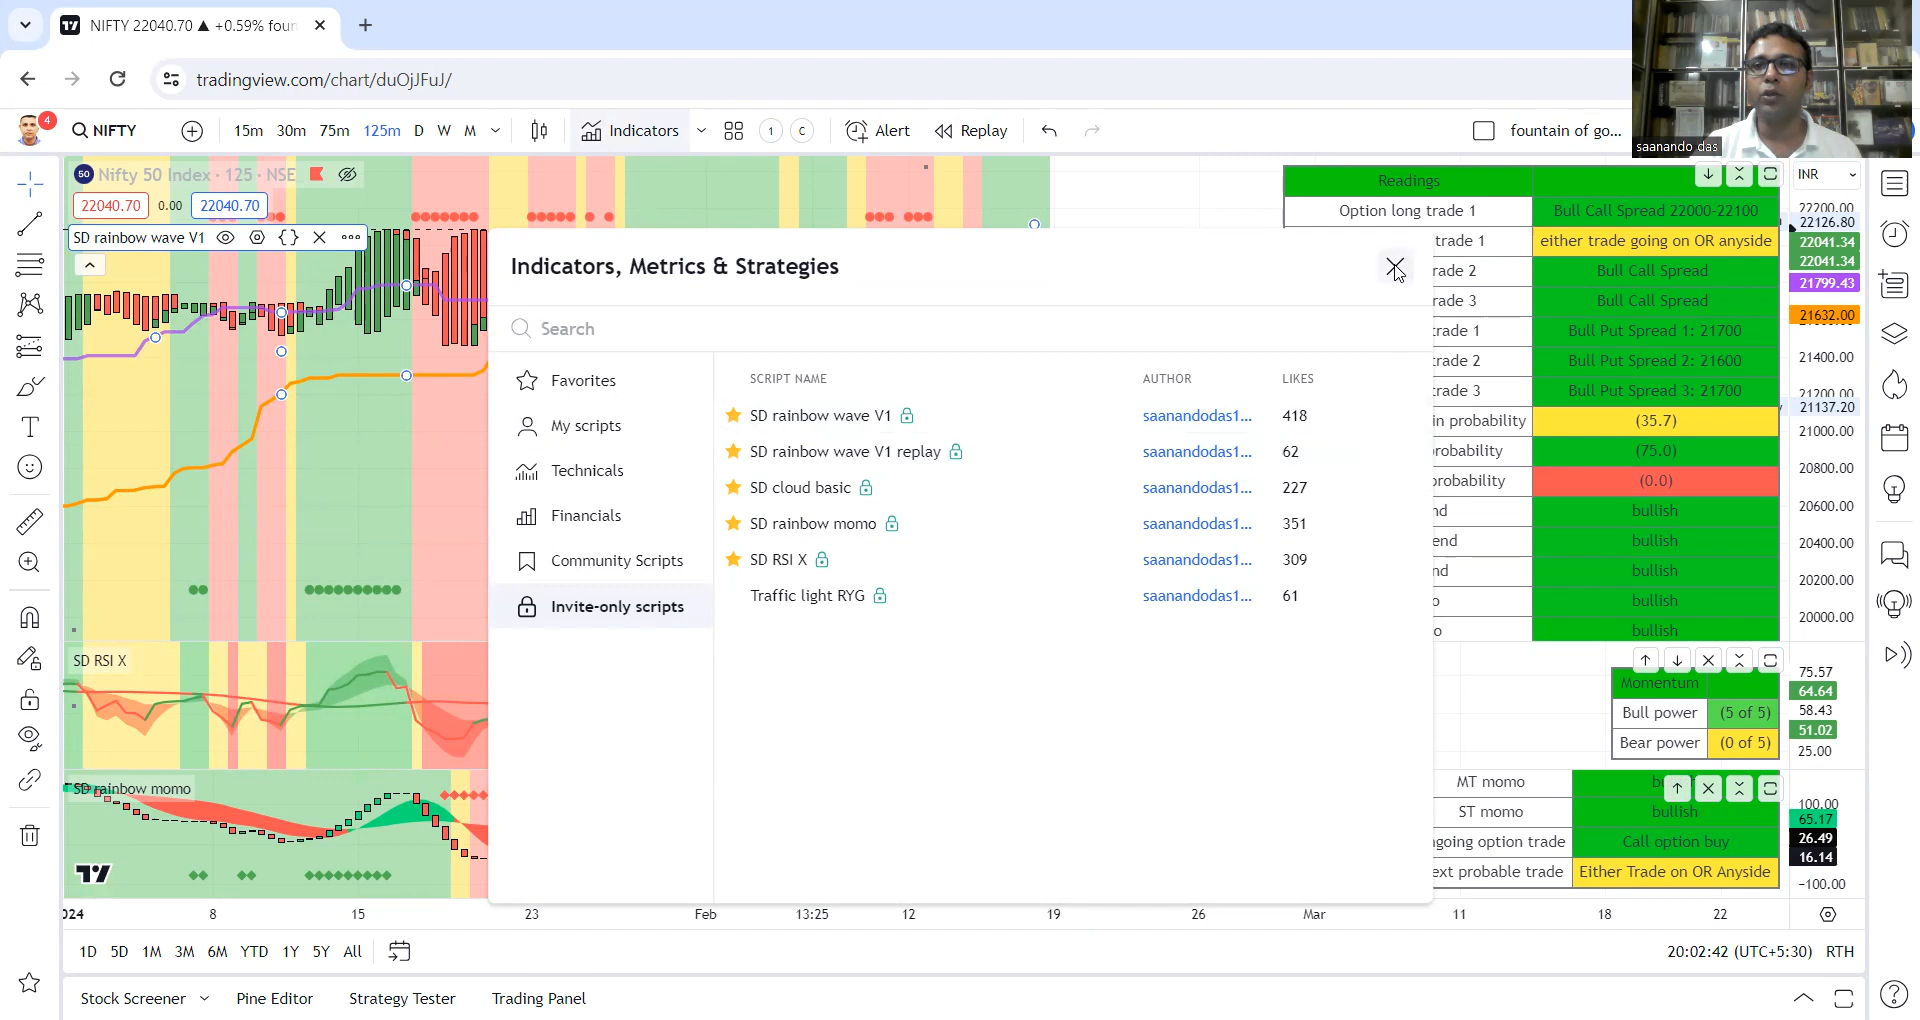 NIFTY 22040.70 ▲ +0.59% foun
tradingview.com/chart/duOjJFuJ/
4
NIFTY
15m 30m 75m 125m D W M
Indicators
1 C
Alert
Replay
fountain of go...
saanando das
50 Nifty 50 Index · 125 · NSE
22040.70 0.00 22040.70
SD rainbow wave V1
SD RSI X
SD rainbow momo
Indicators, Metrics & Strategies
Search
Favorites
My scripts
Technicals
Financials
Community Scripts
Invite-only scripts
SCRIPT NAME AUTHOR LIKES
SD rainbow wave V1 saanandodas1... 418
SD rainbow wave V1 replay saanandodas1... 62
SD cloud basic saanandodas1... 227
SD rainbow momo saanandodas1... 351
SD RSI X saanandodas1... 309
Traffic light RYG saanandodas1... 61
Readings
Option long trade 1 Bull Call Spread 22000-22100
trade 1 either trade going on OR anyside
rade 2 Bull Call Spread
rade 3 Bull Call Spread
trade 1 Bull Put Spread 1: 21700
trade 2 Bull Put Spread 2: 21600
trade 3 Bull Put Spread 3: 21700
in probability (35.7)
robability (75.0)
probability (0.0)
nd bullish
end bullish
nd bullish
o bullish
o bullish
Momentum
Bull power (5 of 5)
Bear power (0 of 5)
MT momo
ST momo bullish
ngoing option trade Call option buy
ext probable trade Either Trade on OR Anyside
INR
22200.00
22126.80
22041.34
22041.34
21799.43
21632.00
21400.00
21200.00
21137.20
21000.00
20800.00
20600.00
20400.00
20200.00
20000.00
75.57
64.64
58.43
51.02
25.00
100.00
65.17
26.49
16.14
−100.00
024 8 15 23 Feb 13:25 12 19 26 Mar 11 18 22
1D 5D 1M 3M 6M YTD 1Y 5Y All
20:02:42 (UTC+5:30) RTH
Stock Screener Pine Editor Strategy Tester Trading Panel